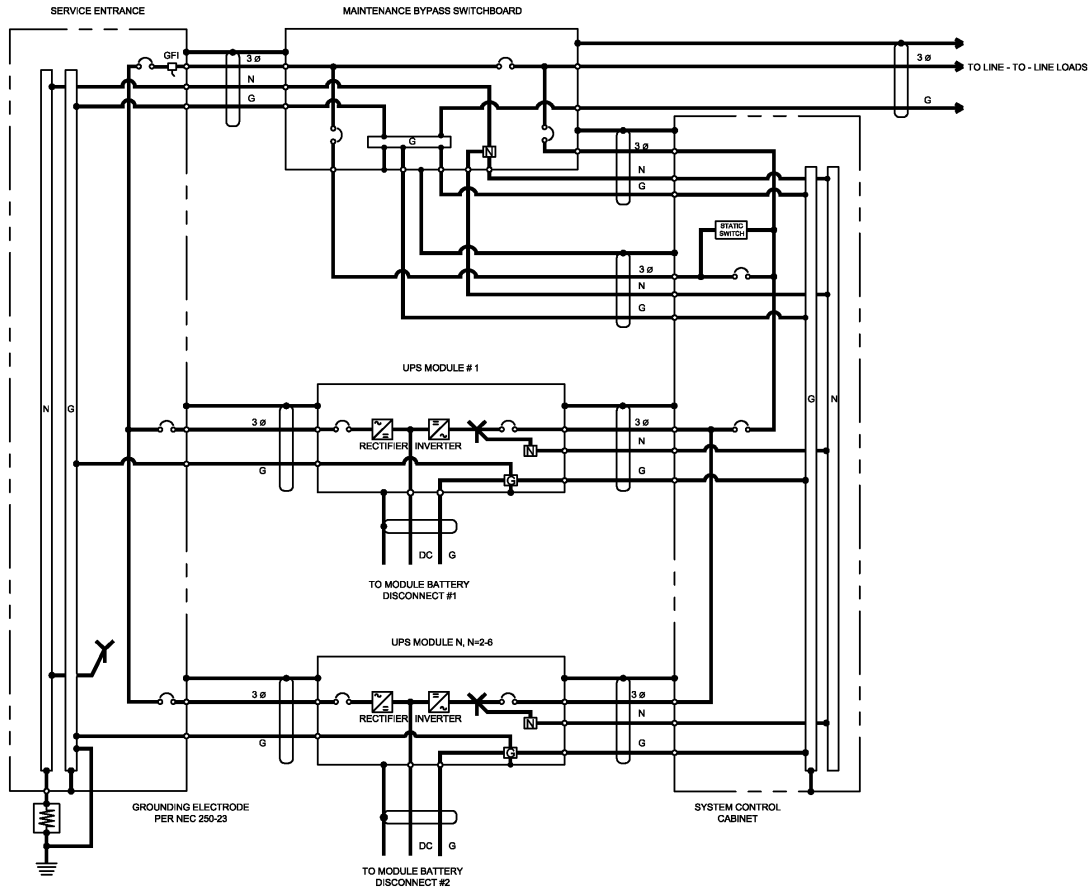 SERVICE ENTRANCE
MAINTENANCE BYPASS SWITCHBOARD
GFI
3 ø
N
G
3 ø
TO LINE - TO - LINE LOADS
G
G
N
3 ø
N
G
STATIC
SWITCH
3 ø
N
G
UPS MODULE # 1
N
G
G
N
3 ø
RECTIFIER
INVERTER
3 ø
N
N
G
G
G
DC
G
TO MODULE BATTERY
DISCONNECT #1
UPS MODULE N, N=2-6
3 ø
RECTIFIER
INVERTER
3 ø
N
N
G
G
G
DC
G
GROUNDING ELECTRODE
PER NEC 250-23
SYSTEM CONTROL
CABINET
TO MODULE BATTERY
DISCONNECT #2